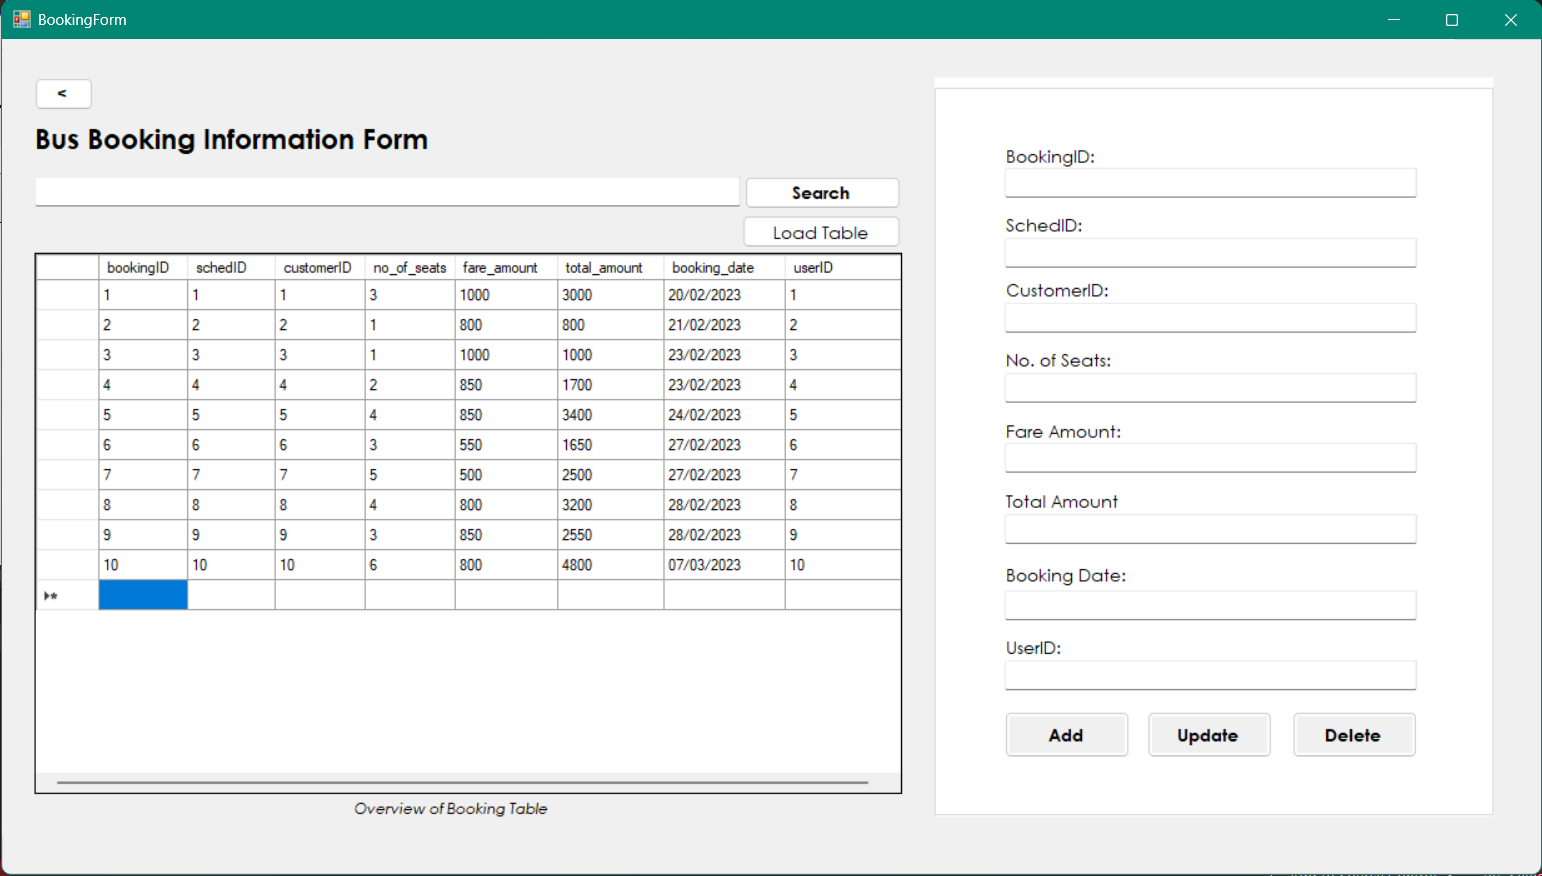 BookingForm
<
Bus Booking Information Form
Search
Load Table
bookingID schedID customerID no_of_seats fare_amount total_amount booking_date userID
1 1 1 3 1000 3000 20/02/2023 1
2 2 2 1 800 800 21/02/2023 2
3 3 3 1 1000 1000 23/02/2023 3
4 4 4 2 850 1700 23/02/2023 4
5 5 5 4 850 3400 24/02/2023 5
6 6 6 3 550 1650 27/02/2023 6
7 7 7 5 500 2500 27/02/2023 7
8 8 8 4 800 3200 28/02/2023 8
9 9 9 3 850 2550 28/02/2023 9
10 10 10 6 800 4800 07/03/2023 10
Overview of Booking Table
BookingID:
SchedID:
CustomerID:
No. of Seats:
Fare Amount:
Total Amount
Booking Date:
UserID:
Add Update Delete